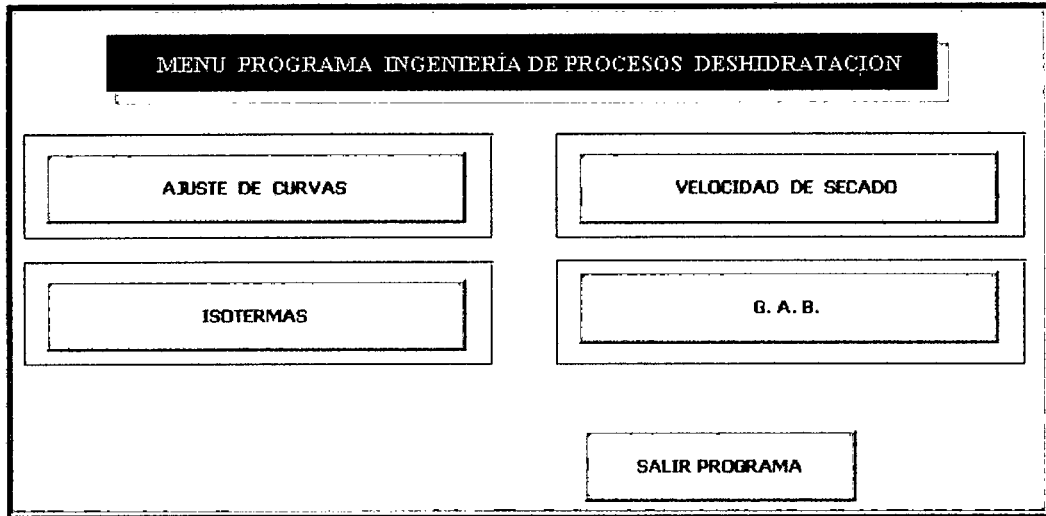 MENU PROGRAMA INGENIERÍA DE PROCESOS DESHIDRATACION
AJUSTE DE CURVAS
VELOCIDAD DE SECADO
ISOTERMAS
G. A. B.
SALIR PROGRAMA